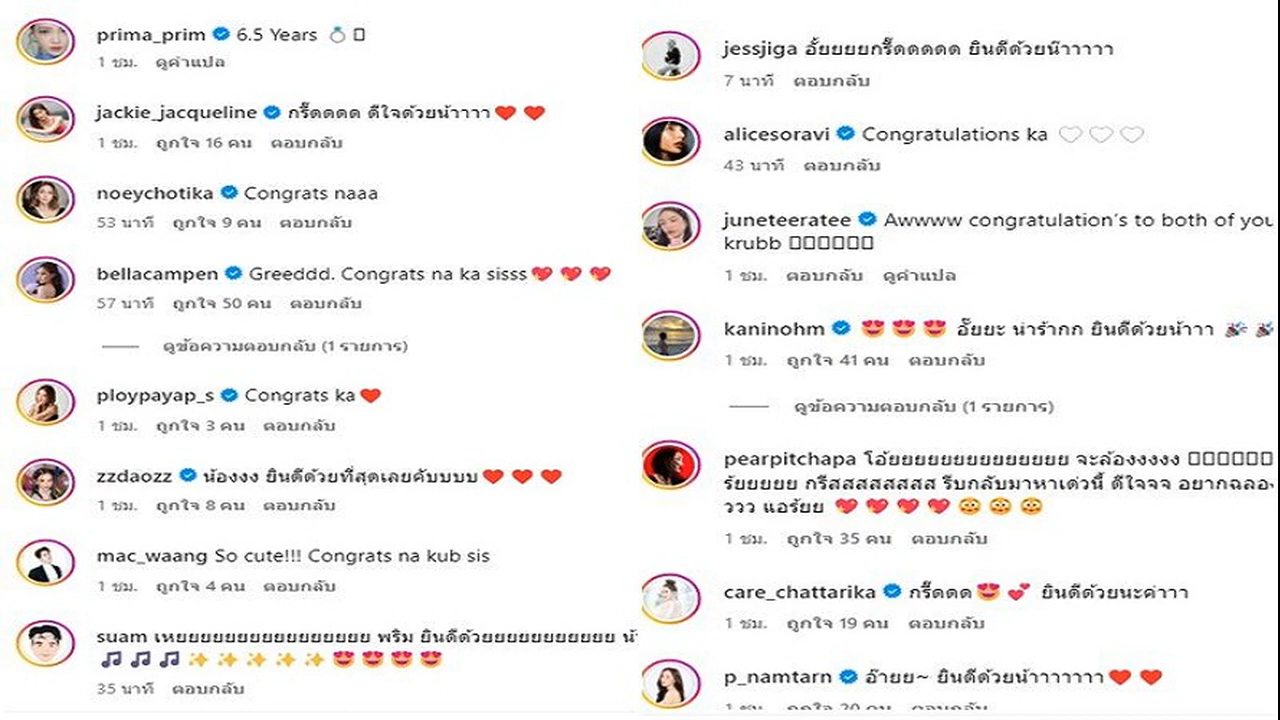 prima_prim 6.5 Years 💍 □
1 ชม. ดูคำแปล
jackie_jacqueline กรี๊ดดดด ดีใจด้วยน้าาาา❤️ ❤️
1 ชม. ถูกใจ 16 คน ตอบกลับ
noeychotika Congrats naaa
53 นาที ถูกใจ 9 คน ตอบกลับ
bellacampen Greeddd. Congrats na ka sisss💖 💖 💖
57 นาที ถูกใจ 50 คน ตอบกลับ
ดูข้อความตอบกลับ (1 รายการ)
ploypayap_s Congrats ka❤️
1 ชม. ถูกใจ 3 คน ตอบกลับ
zzdaozz น้องงง ยินดีด้วยที่สุดเลยคับบบบ❤️ ❤️ ❤️
1 ชม. ถูกใจ 8 คน ตอบกลับ
mac_waang So cute!!! Congrats na kub sis
1 ชม. ถูกใจ 4 คน ตอบกลับ
suam เหยยยยยยยยยยยยยยยย พริม ยินดีด้วยยยยยยยยยยย
🎵 🎵 🎵 ✨ ✨ ✨ ✨ ✨ 😍 😍 😍 😍
35 นาที ตอบกลับ
jessjiga อั้ยยยยกรี๊ดดดดด ยินดีด้วยน๊าาาาา
7 นาที ตอบกลับ
alicesoravi Congratulations ka 🤍 🤍 🤍
43 นาที ตอบกลับ
juneteeratee Awwww congratulation's to both of you
krubb □□□□□□
1 ชม. ตอบกลับ ดูคำแปล
kaninohm 😍 😍 😍 อั๊ยยะ น่าร๊ากก ยินดีด้วยน้าาา 🎉 🎉
1 ชม. ถูกใจ 41 คน ตอบกลับ
ดูข้อความตอบกลับ (1 รายการ)
pearpitchapa โอ้ยยยยยยยยยยยยยยย จะล้องงงงง □□□□□□
รัยยยยย กรีสสสสสสสสส รีบกลับมาหาเด่วนี้ ดีใจจจ อยากฉลอง
ววว แอร้ยย 💖 💖 💖 💖 😳 😳 😳
1 ชม. ถูกใจ 35 คน ตอบกลับ
care_chattarika กรี๊ดดด😍 💕 ยินดีด้วยนะค่าาา
1 ชม. ถูกใจ 19 คน ตอบกลับ
p_namtarn อ๊ายย~ ยินดีด้วยน้าาาาาาา❤️ ❤️
1 ชม. ถูกใจ 20 คน ตอบกลับ